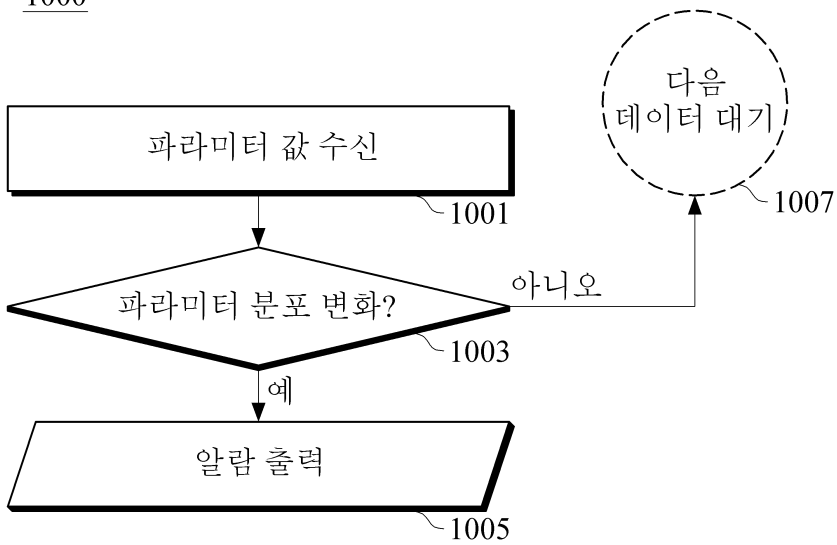 1000
파라미터 값 수신
1001
파라미터 분포 변화?
1003
예
아니오
다음
데이터 대기
1007
알람 출력
1005